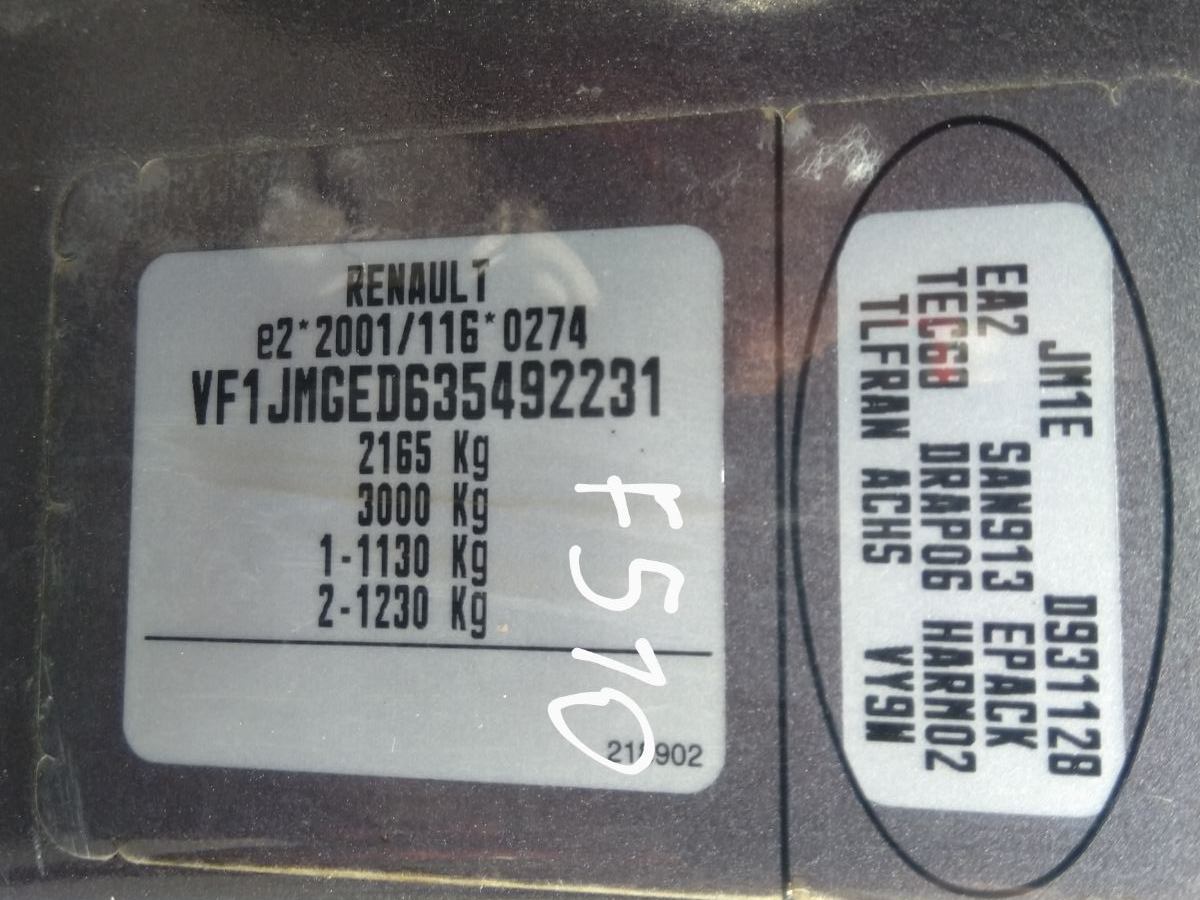 RENAULT
e2*2001/116*0274
VF1JMGED635492231
2165 Kg
3000 Kg
1-1130 Kg
2-1230 Kg
F510
JM1E D931128
EA2 SAN913 EPACK
TEC68 DRAP06 HARM02
TLFRAN ACHS VY9W